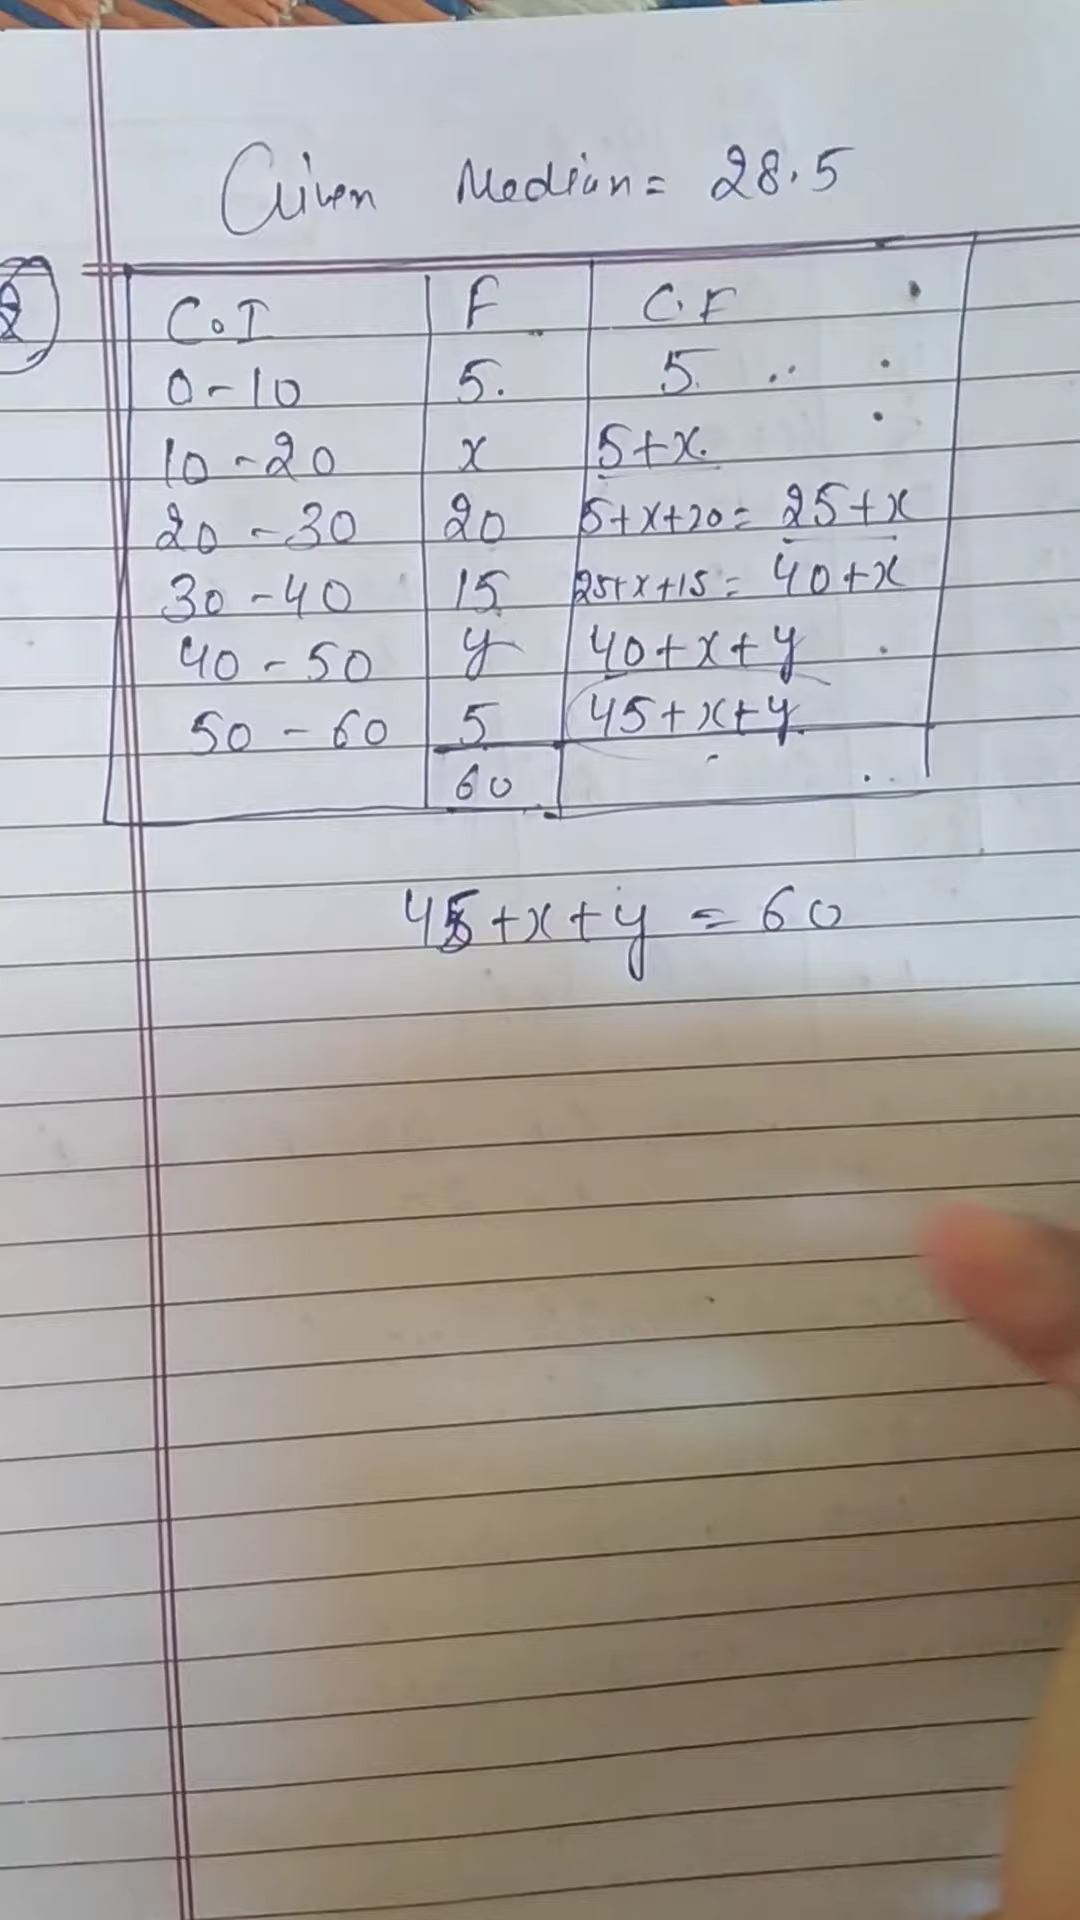 Given Median = 28.5
2
C.I F C.F
0-10 5. 5.
10-20 x 5+x.
20-30 20 5+x+20= 25+x
30-40 15 25+x+15= 40+x
40-50 y 40+x+y
50-60 5 45+x+y
60
45+x+y = 60